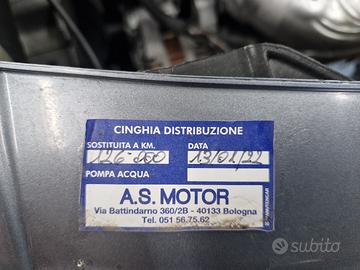 CINGHIA DISTRIBUZIONE
SOSTITUITA A KM. DATA
126-000 13/01/22
POMPA ACQUA
A.S. MOTOR
Via Battindarno 360/2B - 40133 Bologna
Tel. 051 56.75.62
subito